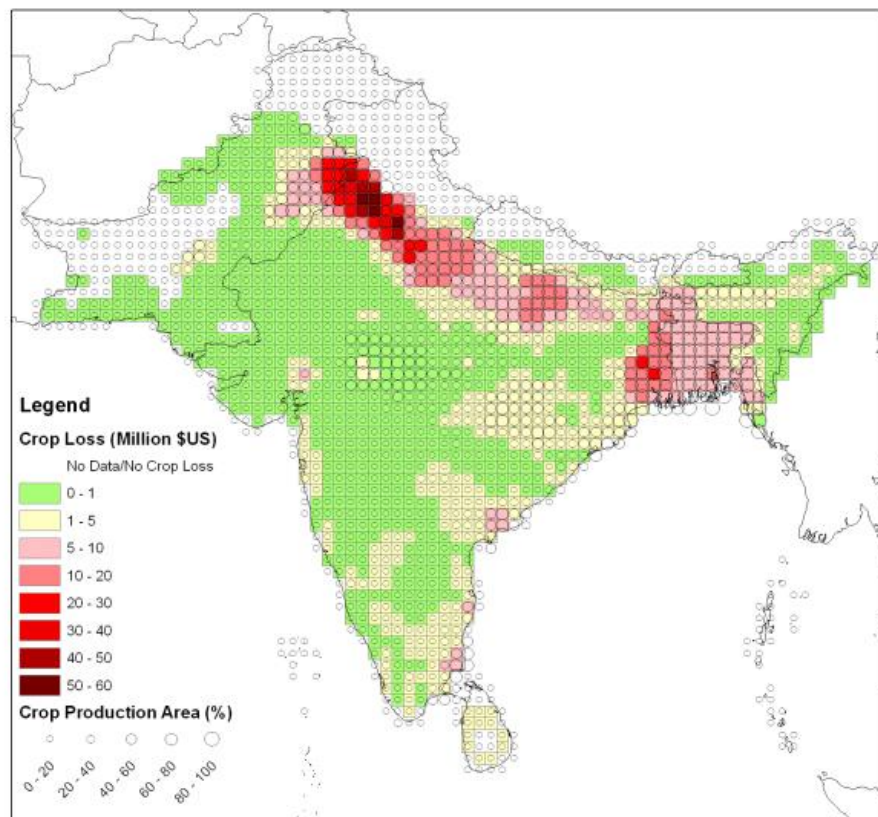 Legend
Crop Loss (Million $US)
No Data/No Crop Loss
0 - 1
1 - 5
5 - 10
10 - 20
20 - 30
30 - 40
40 - 50
50 - 60
Crop Production Area (%)
0 - 20
20 - 40
40 - 60
60 - 80
80 - 100